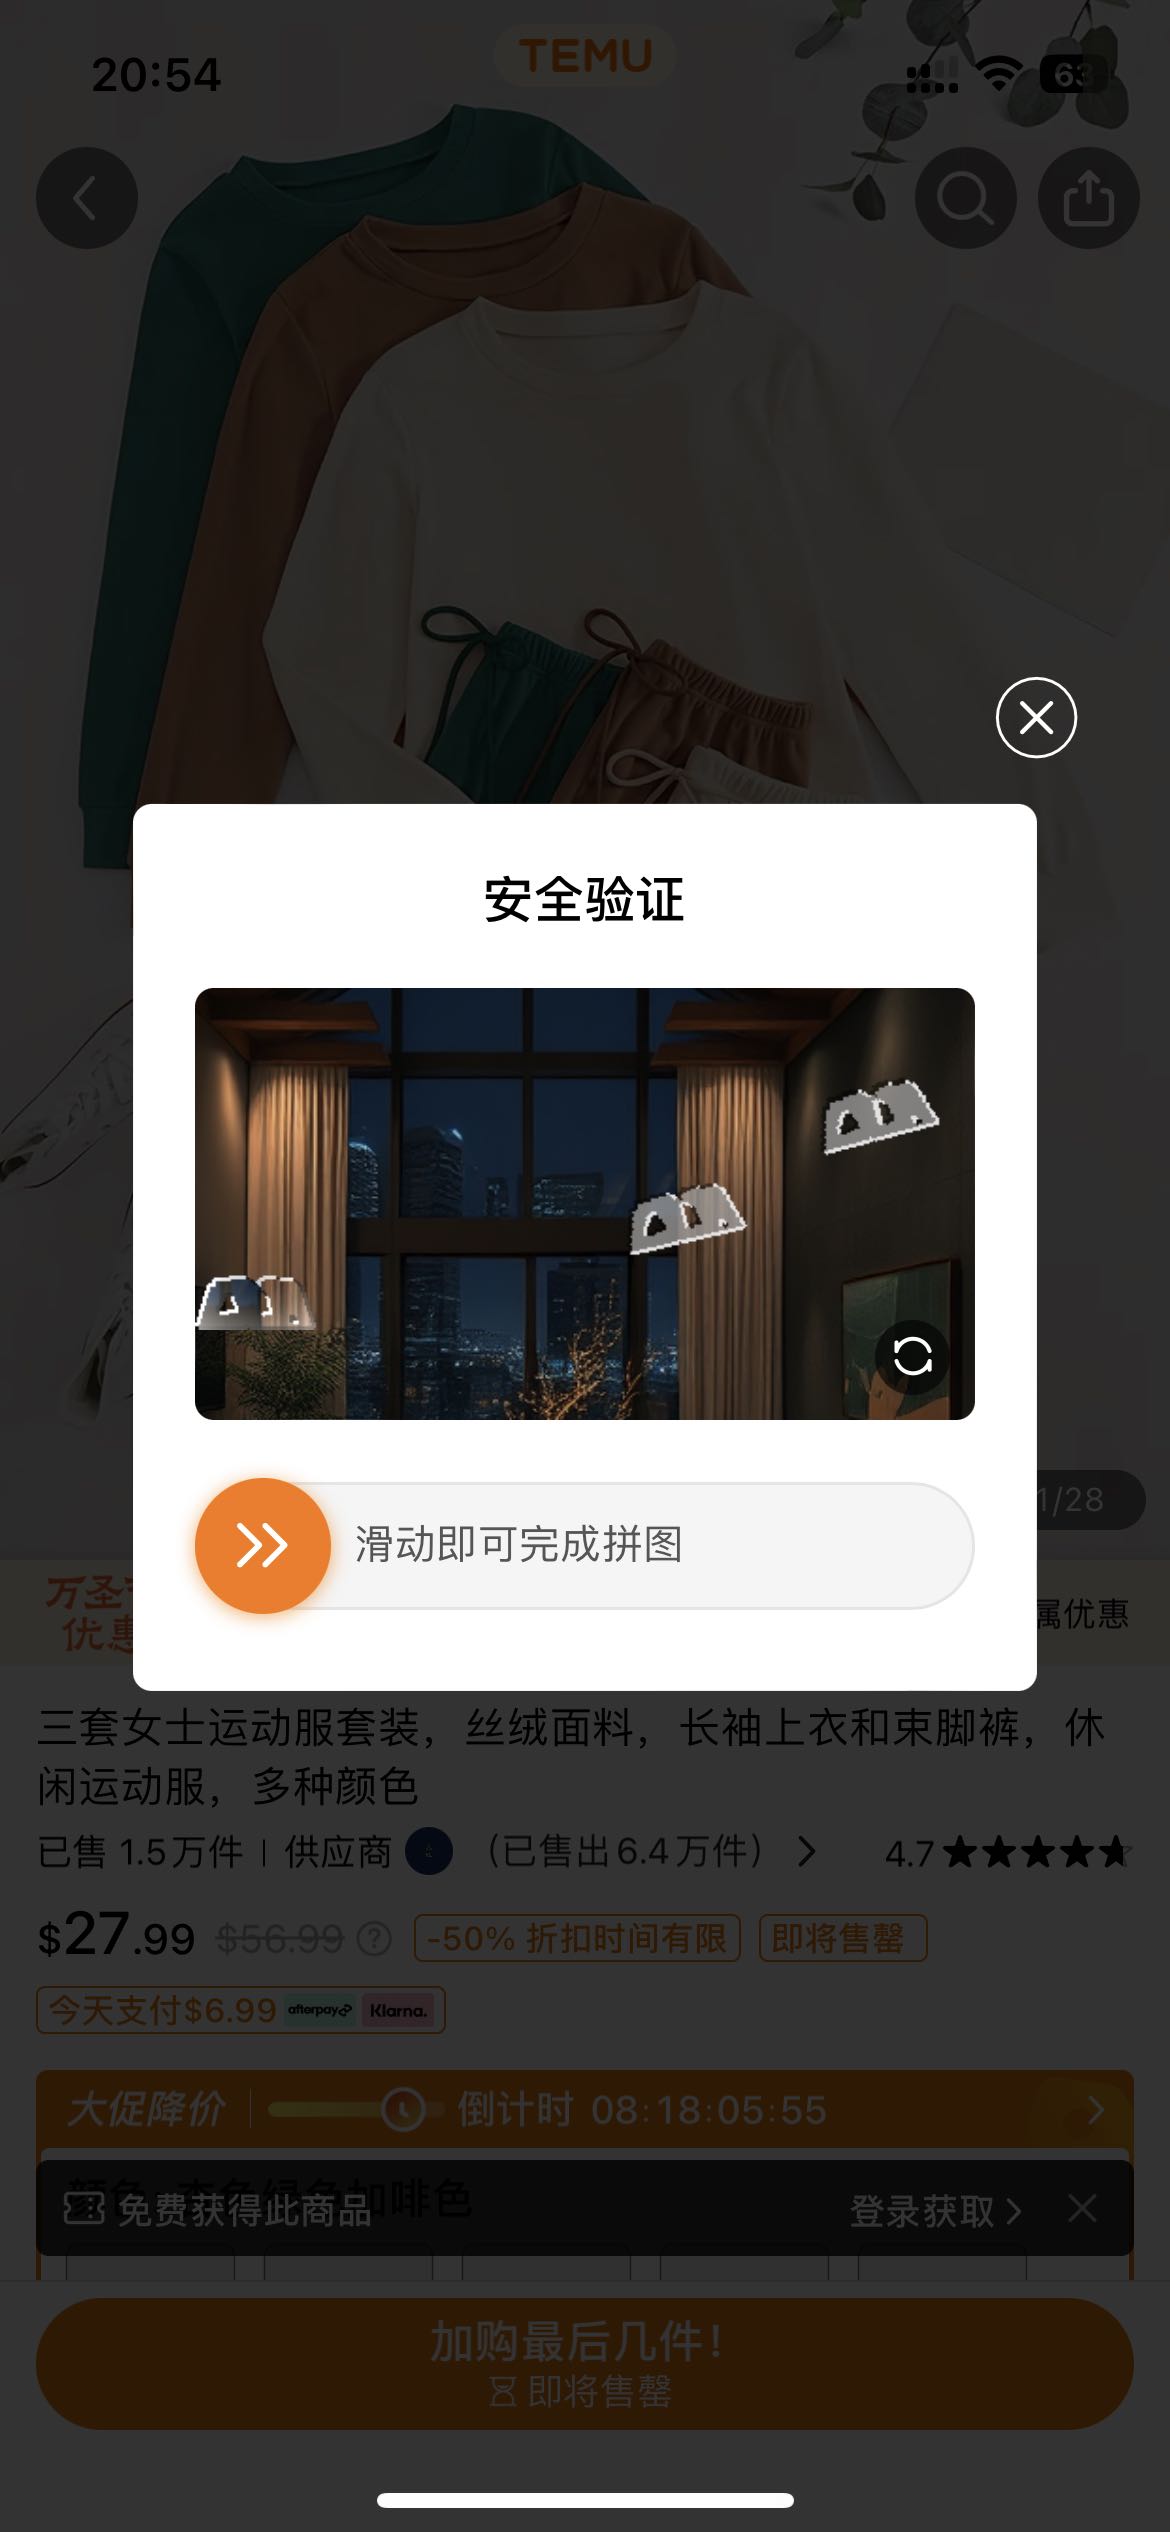 TEMU
20:54
63
安全验证
滑动即可完成拼图
1/28
万圣
优惠
属优惠
三套女士运动服套装，丝绒面料，长袖上衣和束脚裤，休
闲运动服，多种颜色
已售 1.5万件 | 供应商 （已售出6.4万件） 4.7
$27.99 $56.99 -50% 折扣时间有限 即将售罄
今天支付$6.99 afterpay Klarna.
大促降价 倒计时 08:18:05:55
免费获得此商品 登录获取
加购最后几件！
即将售罄